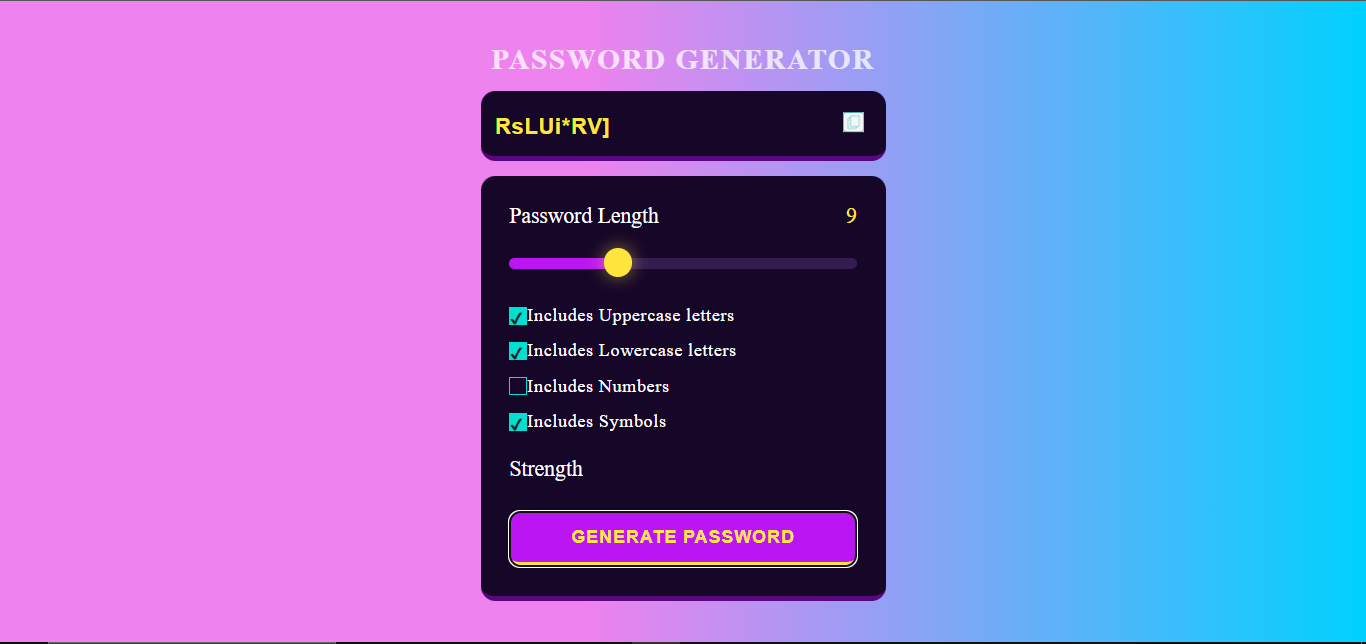 PASSWORD GENERATOR
RsLUi*RV]
Password Length 9
Includes Uppercase letters
Includes Lowercase letters
Includes Numbers
Includes Symbols
Strength
GENERATE PASSWORD